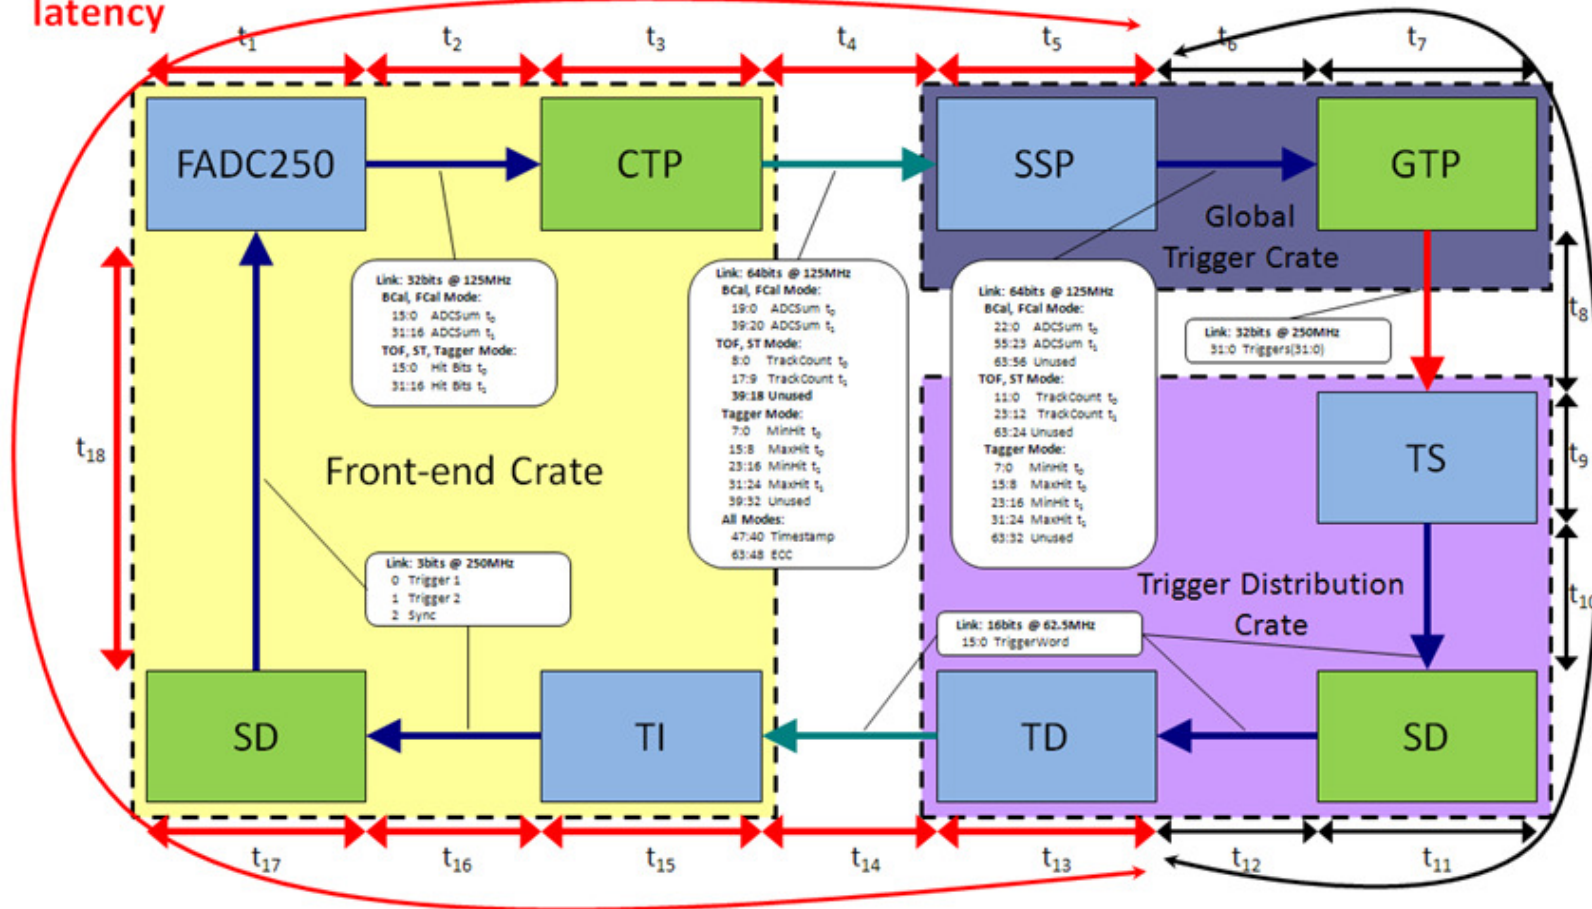 latency
t1
t2
t3
t4
t5
t6
t7
FADC250
CTP
SSP
GTP
Global
Trigger Crate
Link: 32bits @ 125MHz
BCal, FCal Mode:
15:0 ADCSum t0
31:16 ADCSum t1
TOF, ST, Tagger Mode:
15:0 Hit Bits t0
31:16 Hit Bits t1
Link: 64bits @ 125MHz
BCal, FCal Mode:
19:0 ADCSum t0
39:20 ADCSum t1
TOF, ST Mode:
8:0 TrackCount t0
17:9 TrackCount t1
39:18 Unused
Tagger Mode:
7:0 MinHit t0
15:8 MaxHit t0
23:16 MinHit t1
31:24 MaxHit t1
39:32 Unused
All Modes:
47:40 Timestamp
63:48 ECC
Link: 64bits @ 125MHz
BCal, FCal Mode:
22:0 ADCSum t0
55:23 ADCSum t1
63:56 Unused
TOF, ST Mode:
11:0 TrackCount t0
23:12 TrackCount t1
63:24 Unused
Tagger Mode:
7:0 MinHit t0
15:8 MaxHit t0
23:16 MinHit t1
31:24 MaxHit t1
63:32 Unused
Link: 32bits @ 250MHz
31:0 Triggers(31:0)
t8
t18
Front-end Crate
TS
t9
Link: 3bits @ 250MHz
0 Trigger 1
1 Trigger 2
2 Sync
Trigger Distribution
Crate
t10
Link: 16bits @ 62.5MHz
15:0 TriggerWord
SD
TI
TD
SD
t17
t16
t15
t14
t13
t12
t11